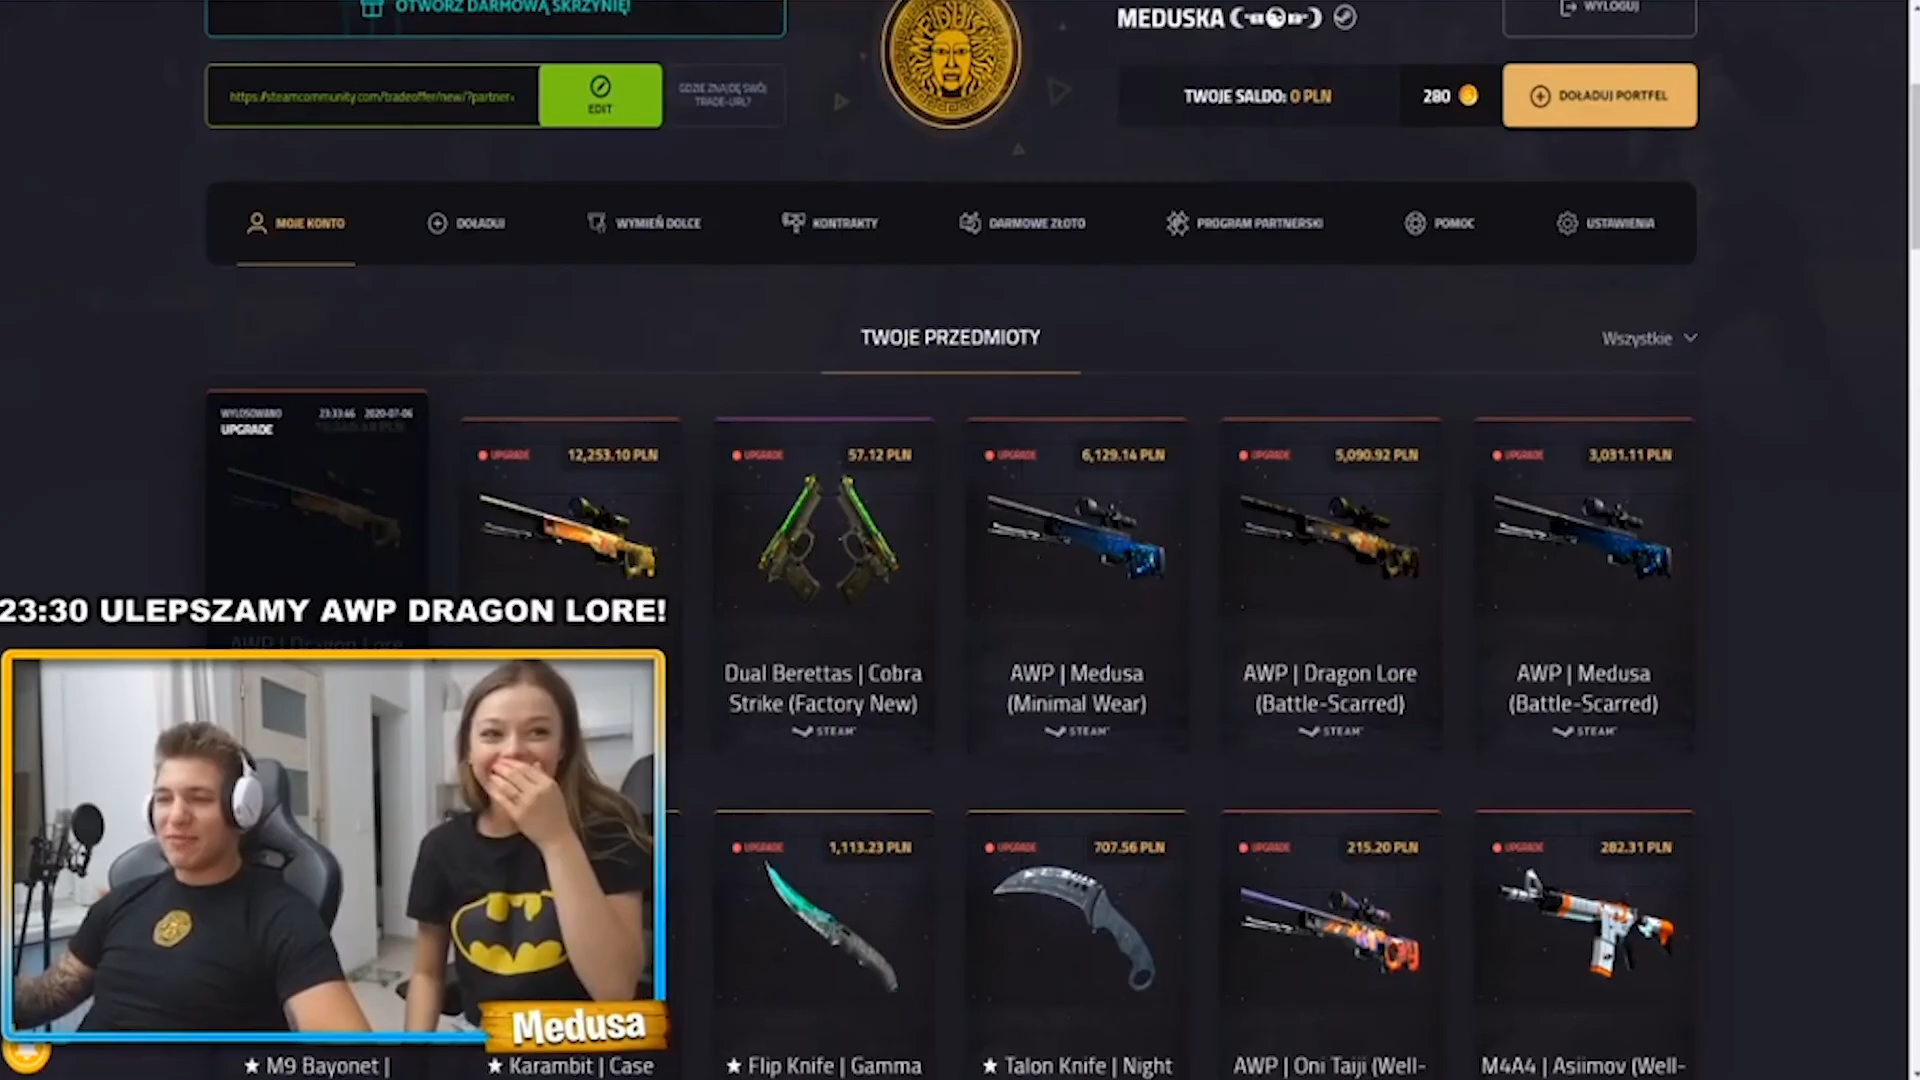 OTWÓRZ DARMOWĄ SKRZYNIĘ!
MEDUSKA
WYLOGUJ
https://steamcommunity.com/tradeoffer/new/?partner=
EDIT
GDZIE ZNAJDĘ SWÓJ
TRADE-URL?
TWOJE SALDO: 0 PLN
280
DOŁADUJ PORTFEL
MOJE KONTO
DOŁADUJ
WYMIEŃ DOLCE
KONTRAKTY
DARMOWE ZŁOTO
PROGRAM PARTNERSKI
POMOC
USTAWIENIA
TWOJE PRZEDMIOTY
Wszystkie
WYLOSOWANO 23:33:46 2020-07-06
UPGRADE
UPGRADE 12,253.10 PLN
UPGRADE 57.12 PLN
UPGRADE 6,129.14 PLN
UPGRADE 5,090.92 PLN
UPGRADE 3,031.11 PLN
23:30 ULEPSZAMY AWP DRAGON LORE!
AWP | Dragon Lore
Dual Berettas | Cobra
Strike (Factory New)
STEAM
AWP | Medusa
(Minimal Wear)
STEAM
AWP | Dragon Lore
(Battle-Scarred)
STEAM
AWP | Medusa
(Battle-Scarred)
STEAM
UPGRADE 1,113.23 PLN
UPGRADE 707.56 PLN
UPGRADE 215.20 PLN
UPGRADE 282.31 PLN
Medusa
★ M9 Bayonet |
★ Karambit | Case
★ Flip Knife | Gamma
★ Talon Knife | Night
AWP | Oni Taiji (Well-
M4A4 | Asiimov (Well-